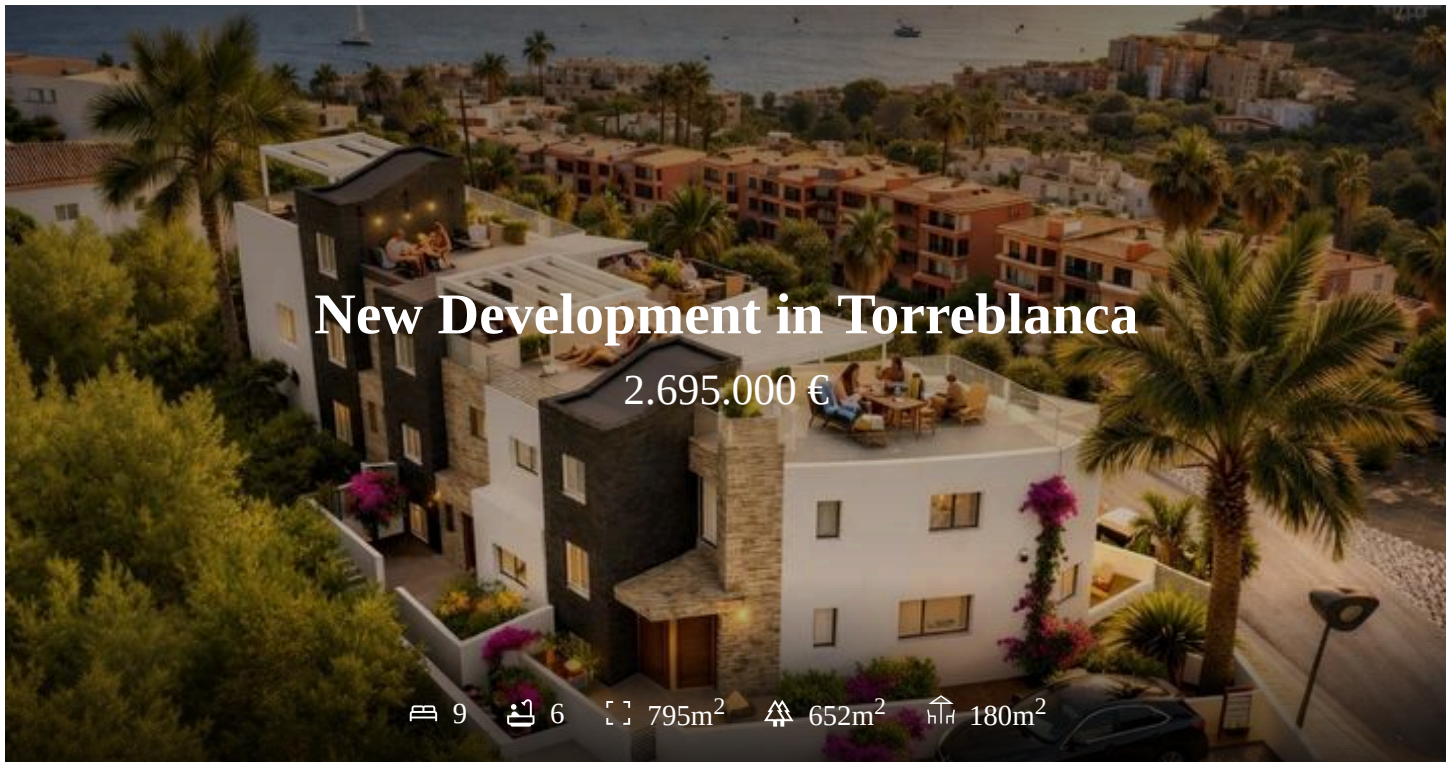 New Development in Torreblanca
2.695.000 €
9 6 795m² 652m² 180m²